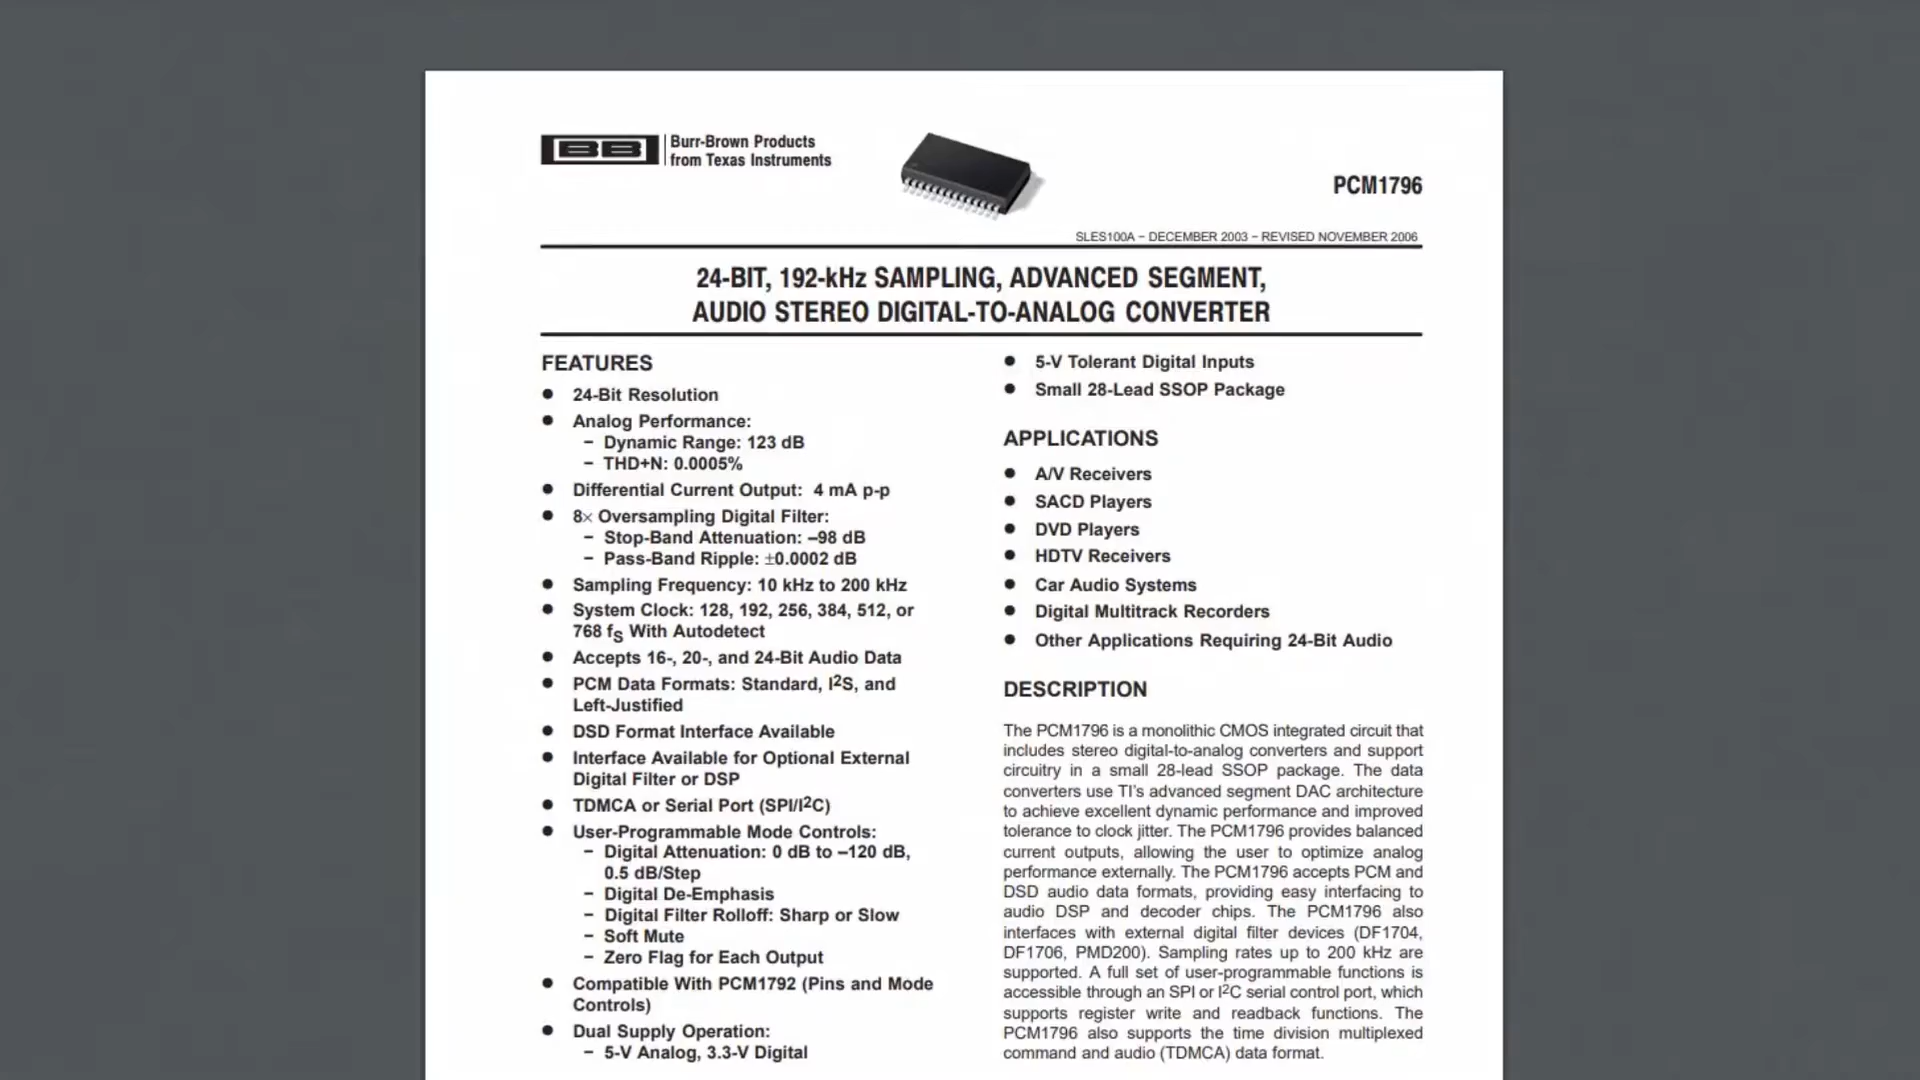 BB
Burr-Brown Products
from Texas Instruments
PCM1796
SLES100A − DECEMBER 2003 − REVISED NOVEMBER 2006
24-BIT, 192-kHz SAMPLING, ADVANCED SEGMENT,
AUDIO STEREO DIGITAL-TO-ANALOG CONVERTER
FEATURES
● 24-Bit Resolution
● Analog Performance:
− Dynamic Range: 123 dB
− THD+N: 0.0005%
● Differential Current Output: 4 mA p-p
● 8× Oversampling Digital Filter:
− Stop-Band Attenuation: −98 dB
− Pass-Band Ripple: ±0.0002 dB
● Sampling Frequency: 10 kHz to 200 kHz
● System Clock: 128, 192, 256, 384, 512, or
768 fS With Autodetect
● Accepts 16-, 20-, and 24-Bit Audio Data
● PCM Data Formats: Standard, I2S, and
Left-Justified
● DSD Format Interface Available
● Interface Available for Optional External
Digital Filter or DSP
● TDMCA or Serial Port (SPI/I2C)
● User-Programmable Mode Controls:
− Digital Attenuation: 0 dB to −120 dB,
0.5 dB/Step
− Digital De-Emphasis
− Digital Filter Rolloff: Sharp or Slow
− Soft Mute
− Zero Flag for Each Output
● Compatible With PCM1792 (Pins and Mode
Controls)
● Dual Supply Operation:
− 5-V Analog, 3.3-V Digital
● 5-V Tolerant Digital Inputs
● Small 28-Lead SSOP Package
APPLICATIONS
● A/V Receivers
● SACD Players
● DVD Players
● HDTV Receivers
● Car Audio Systems
● Digital Multitrack Recorders
● Other Applications Requiring 24-Bit Audio
DESCRIPTION
The PCM1796 is a monolithic CMOS integrated circuit that
includes stereo digital-to-analog converters and support
circuitry in a small 28-lead SSOP package. The data
converters use TI's advanced segment DAC architecture
to achieve excellent dynamic performance and improved
tolerance to clock jitter. The PCM1796 provides balanced
current outputs, allowing the user to optimize analog
performance externally. The PCM1796 accepts PCM and
DSD audio data formats, providing easy interfacing to
audio DSP and decoder chips. The PCM1796 also
interfaces with external digital filter devices (DF1704,
DF1706, PMD200). Sampling rates up to 200 kHz are
supported. A full set of user-programmable functions is
accessible through an SPI or I2C serial control port, which
supports register write and readback functions. The
PCM1796 also supports the time division multiplexed
command and audio (TDMCA) data format.